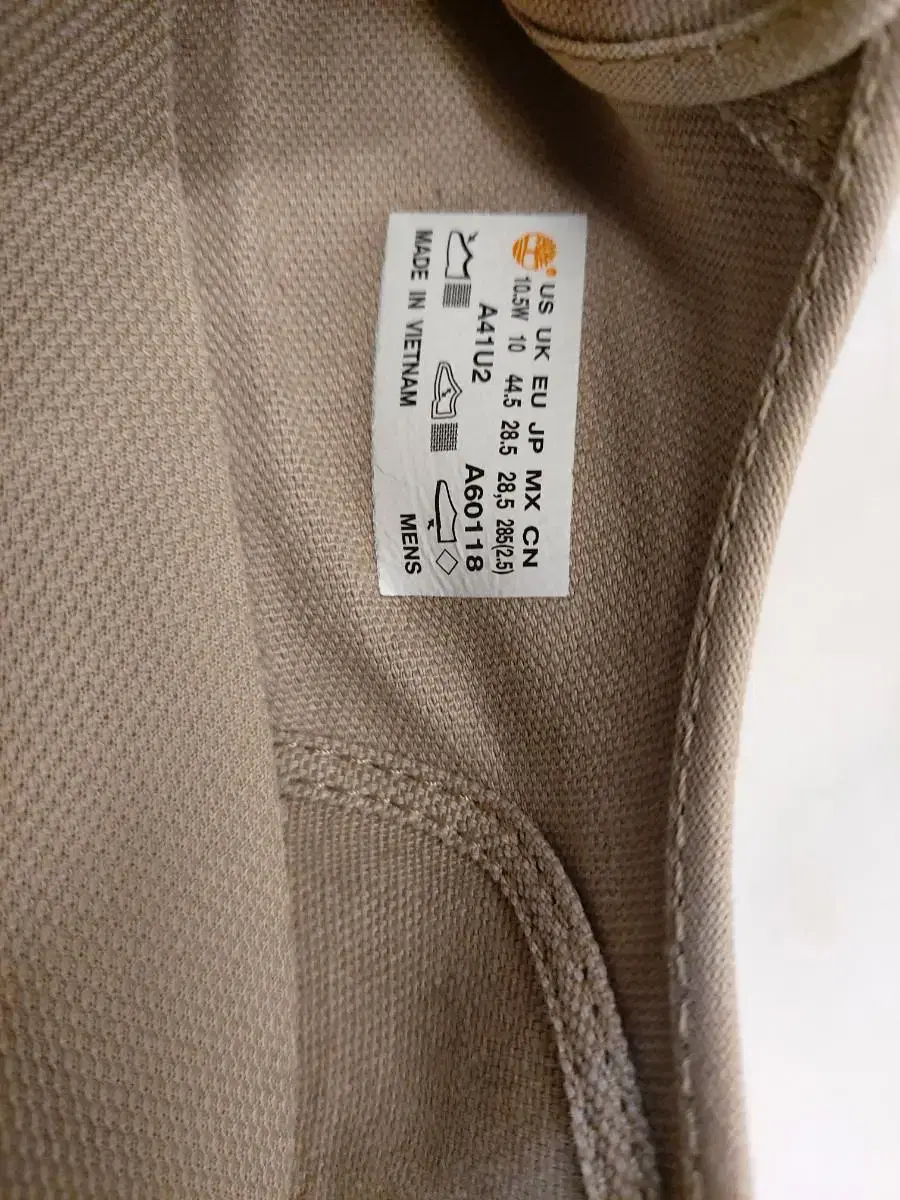 US UK EU JP MX CN
10.5W 10 44.5 28.5 28,5 285(2.5)
A41U2 A60118
MADE IN VIETNAM MENS